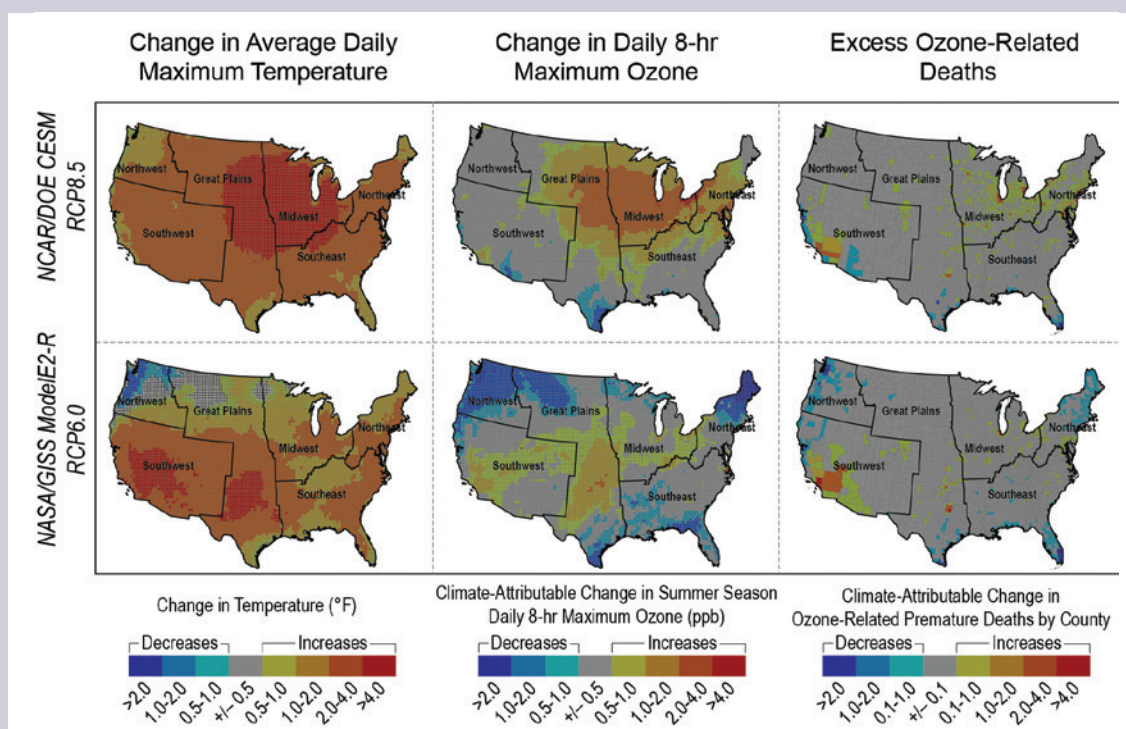 Change in Average Daily
Maximum Temperature
Change in Daily 8-hr
Maximum Ozone
Excess Ozone-Related
Deaths
NCAR/DOE CESM
RCP8.5
Northwest
Great Plains
Midwest
Northeast
Southwest
Southeast
Northwest
Great Plains
Midwest
Northeast
Southwest
Southeast
Northwest
Great Plains
Midwest
Northeast
Southwest
Southeast
NASA/GISS ModelE2-R
RCP6.0
Northwest
Great Plains
Midwest
Northeast
Southwest
Southeast
Northwest
Great Plains
Midwest
Northeast
Southwest
Southeast
Northwest
Great Plains
Midwest
Northeast
Southwest
Southeast
Change in Temperature (°F)
Decreases Increases
>2.0 1.0-2.0 0.5-1.0 +/– 0.5 0.5-1.0 1.0-2.0 2.0-4.0 >4.0
Climate-Attributable Change in Summer Season
Daily 8-hr Maximum Ozone (ppb)
Decreases Increases
>2.0 1.0-2.0 0.5-1.0 +/– 0.5 0.5-1.0 1.0-2.0 2.0-4.0 >4.0
Climate-Attributable Change in
Ozone-Related Premature Deaths by County
Decreases Increases
>2.0 1.0-2.0 0.1-1.0 +/– 0.1 0.1-1.0 1.0-2.0 2.0-4.0 >4.0